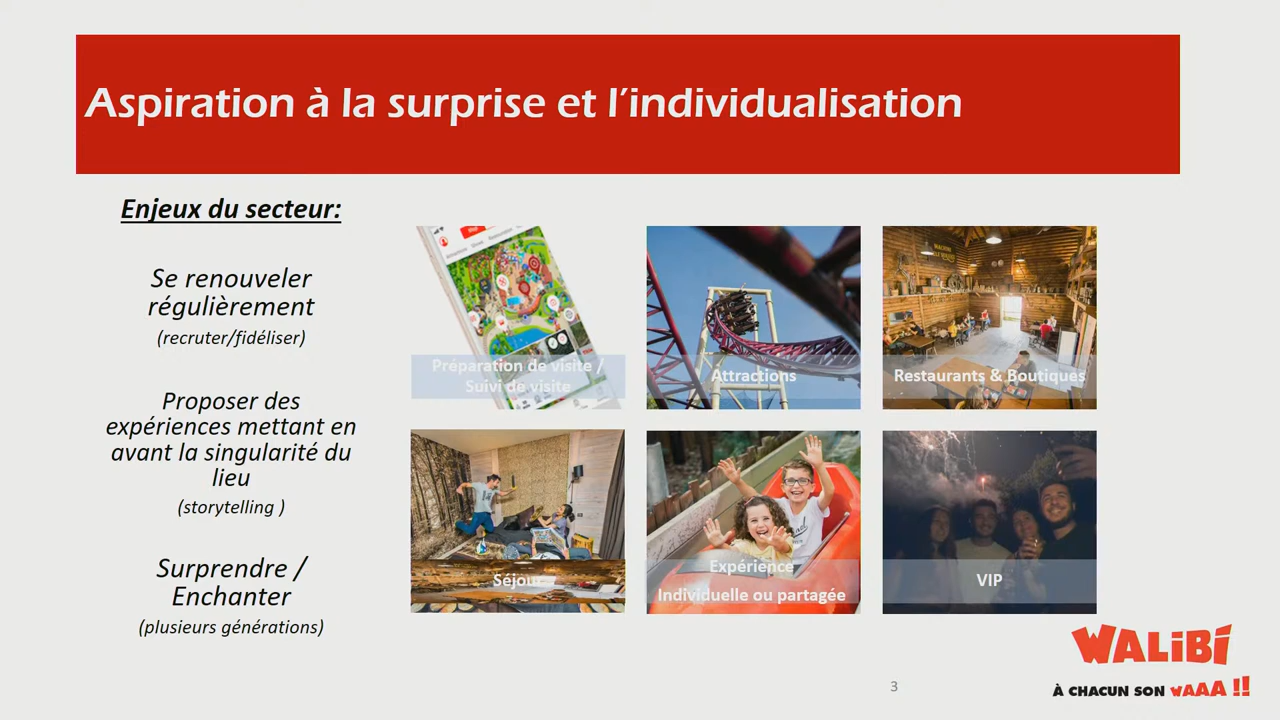 Aspiration à la surprise et l’individualisation
Enjeux du secteur:
Se renouveler
régulièrement
(recruter/fidéliser)
Proposer des
expériences mettant en
avant la singularité du
lieu
(storytelling )
Surprendre /
Enchanter
(plusieurs générations)
Préparation de visite /
Suivi de visite
Attractions
Restaurants & Boutiques
Séjour
Expérience
Individuelle ou partagée
VIP
WALiBi
À CHACUN SON WAAA !!
3